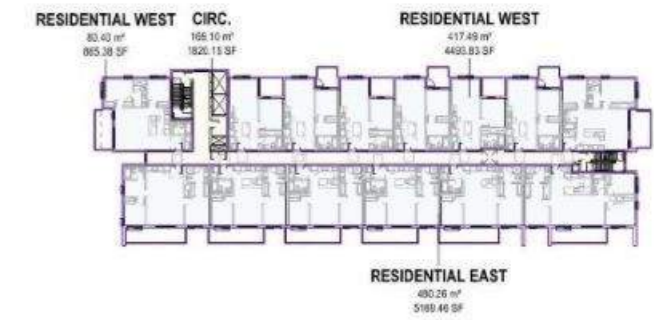 RESIDENTIAL WEST
80.40 m²
865.38 SF
CIRC.
169.10 m²
1820.15 SF
RESIDENTIAL WEST
417.49 m²
4493.83 SF
RESIDENTIAL EAST
480.26 m²
5169.46 SF